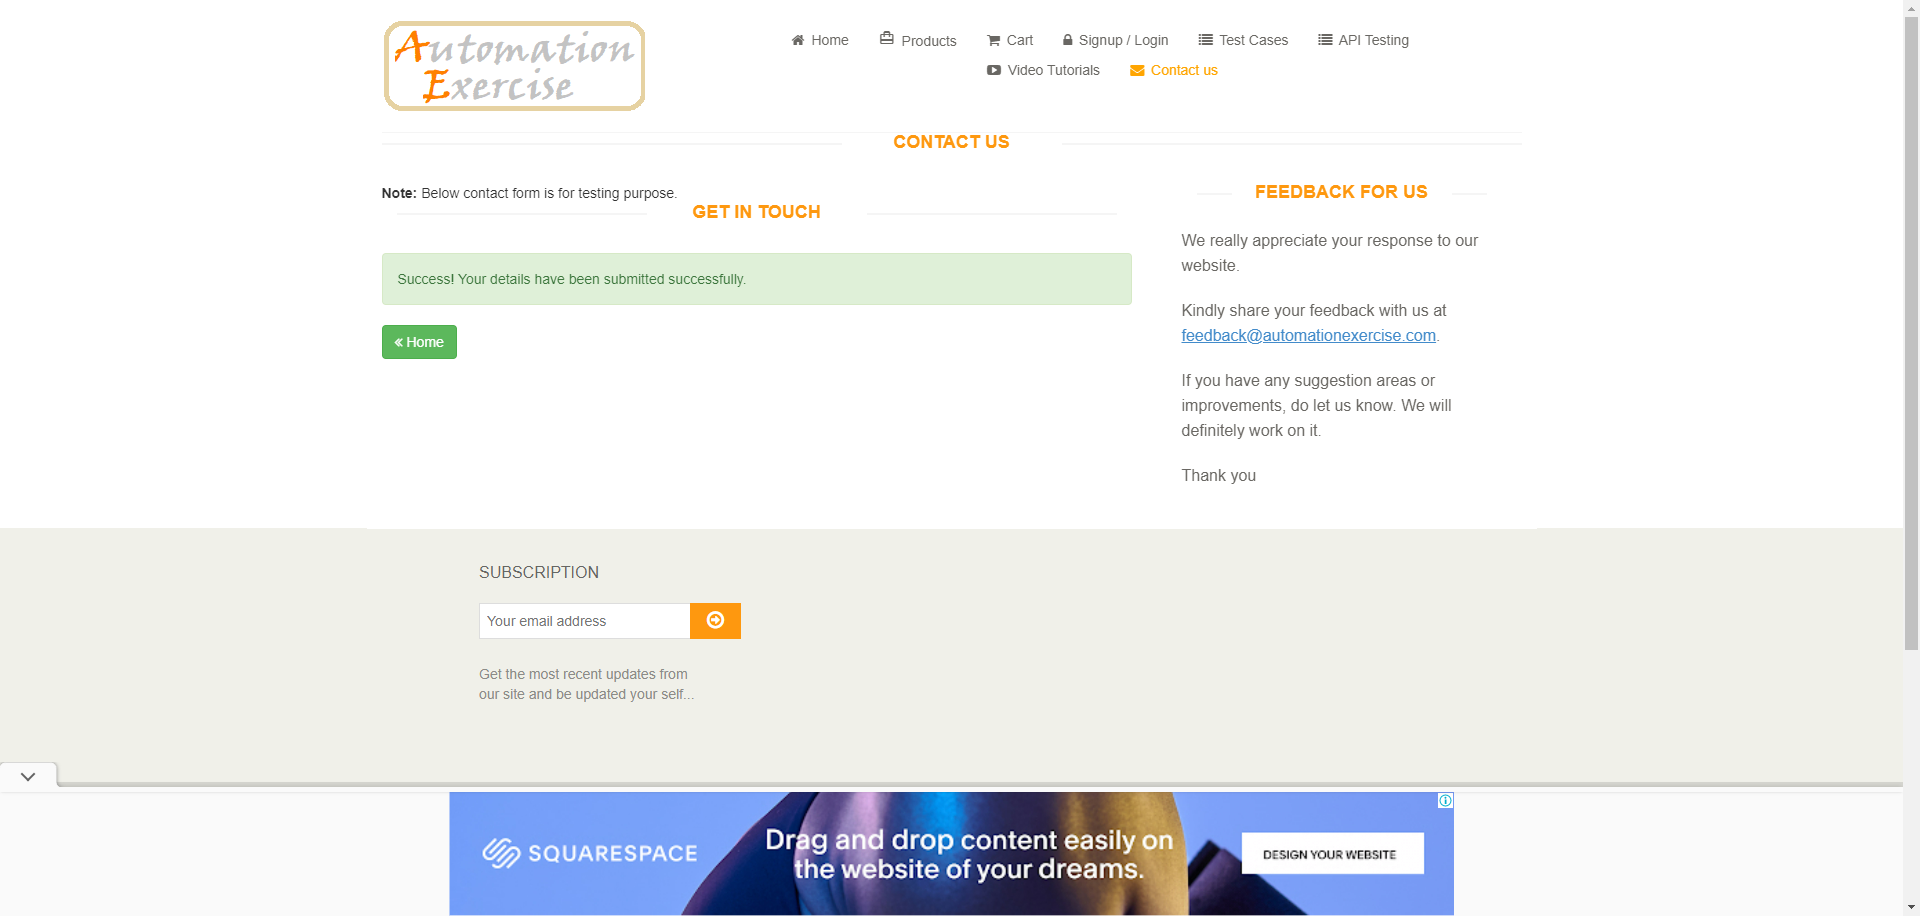 Automation
Exercise
Home
Products
Cart
Signup / Login
Test Cases
API Testing
Video Tutorials
Contact us
CONTACT US
Note: Below contact form is for testing purpose.
GET IN TOUCH
Success! Your details have been submitted successfully.
« Home
FEEDBACK FOR US
We really appreciate your response to our
website.
Kindly share your feedback with us at
feedback@automationexercise.com.
If you have any suggestion areas or
improvements, do let us know. We will
definitely work on it.
Thank you
SUBSCRIPTION
Your email address
Get the most recent updates from
our site and be updated your self...
SQUARESPACE
Drag and drop content easily on
the website of your dreams.
DESIGN YOUR WEBSITE